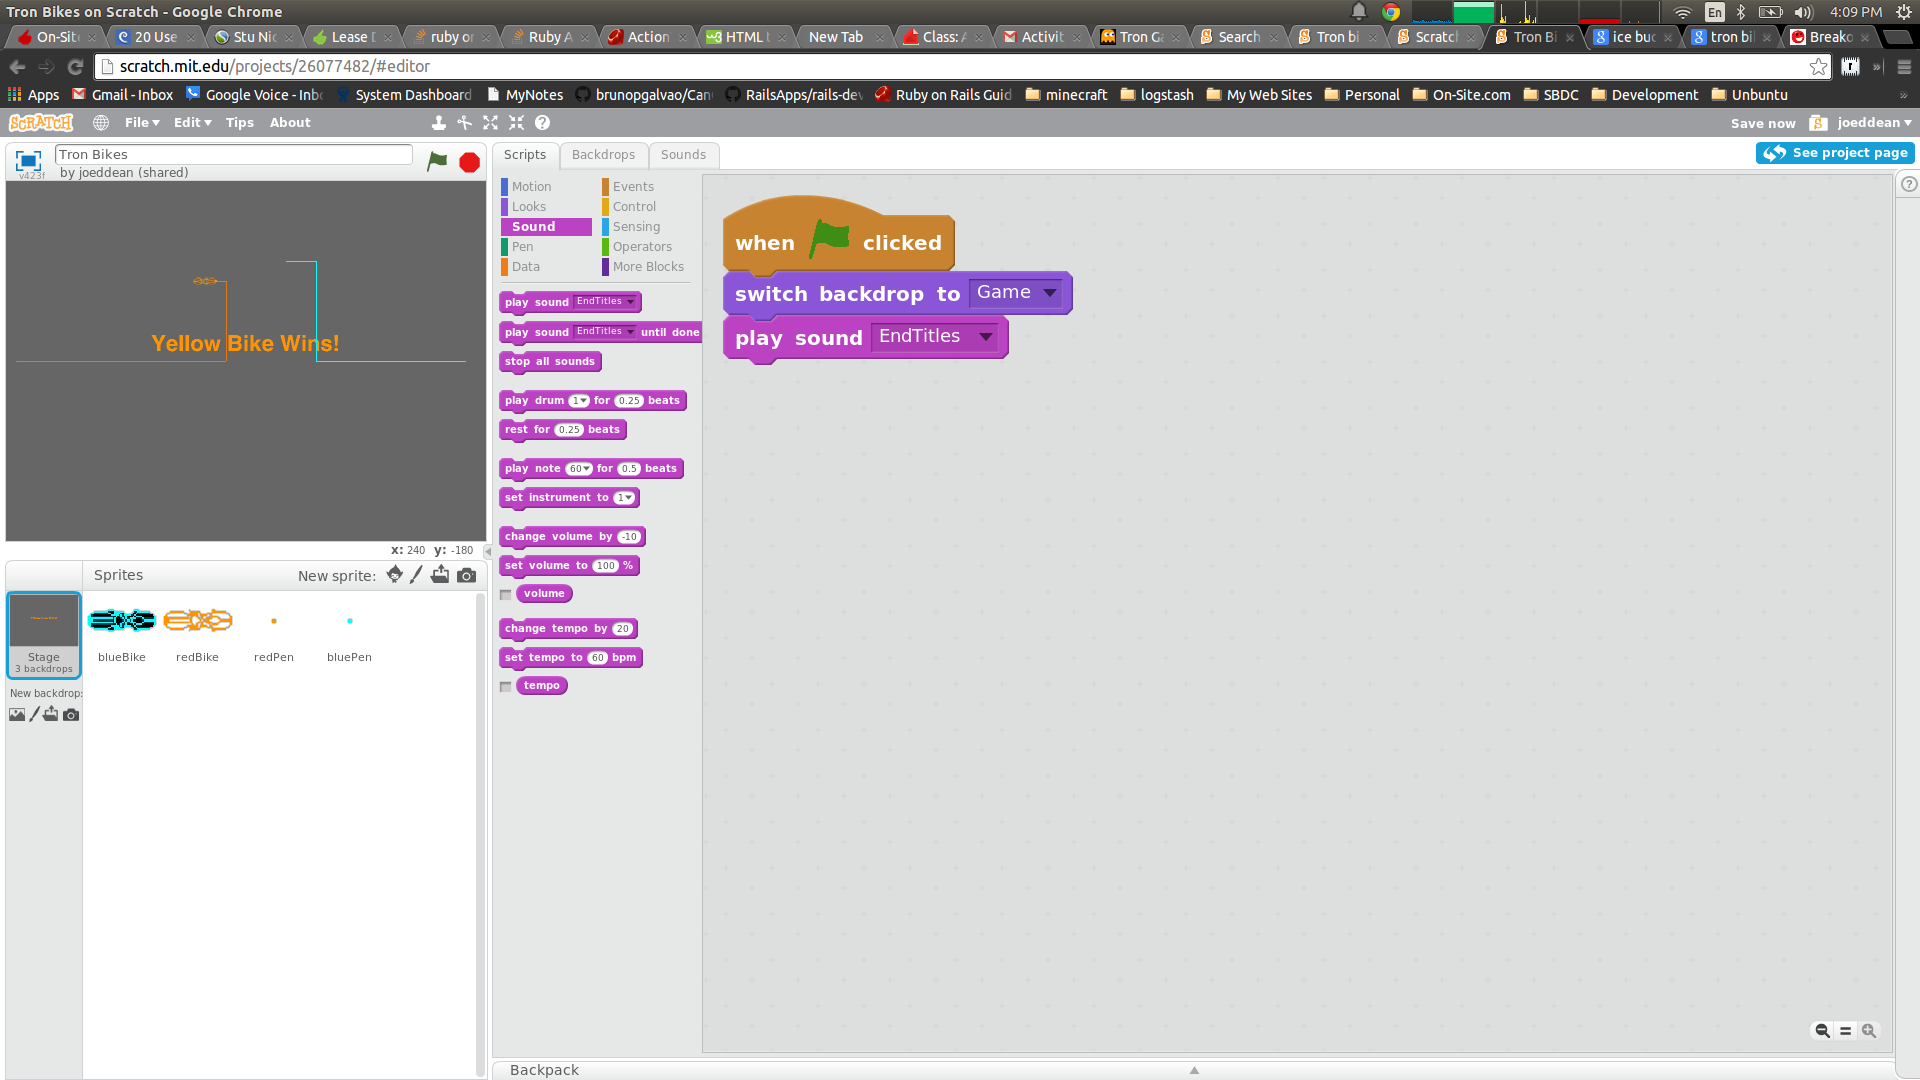 Tron Bikes on Scratch - Google Chrome
En
4:09 PM
On-Sit
20 Use
Stu Nic
Lease
ruby or
Ruby A
Action
HTML
New Tab
Class:
Activit
Tron G
Search
Tron bi
Scratch
Tron Bi
ice buc
tron bi
Breako
scratch.mit.edu/projects/26077482/#editor
Apps
Gmail - Inbox
Google Voice - Inb
System Dashboard
MyNotes
brunopgalvao/Can
RailsApps/rails-dev
Ruby on Rails Guid
minecraft
logstash
My Web Sites
Personal
On-Site.com
SBDC
Development
Unbuntu
»
SCRATCH
File
Edit
Tips
About
Save now
joeddean
Tron Bikes
by joeddean (shared)
v423f
Scripts
Backdrops
Sounds
See project page
Yellow Bike Wins!
x: 240 y: -180
Motion
Looks
Sound
Pen
Data
Events
Control
Sensing
Operators
More Blocks
play sound EndTitles
play sound EndTitles until done
stop all sounds
play drum 1 for 0.25 beats
rest for 0.25 beats
play note 60 for 0.5 beats
set instrument to 1
change volume by -10
set volume to 100 %
volume
change tempo by 20
set tempo to 60 bpm
tempo
when clicked
switch backdrop to Game
play sound EndTitles
Sprites
New sprite:
Stage
3 backdrops
New backdrop:
blueBike
redBike
redPen
bluePen
Backpack